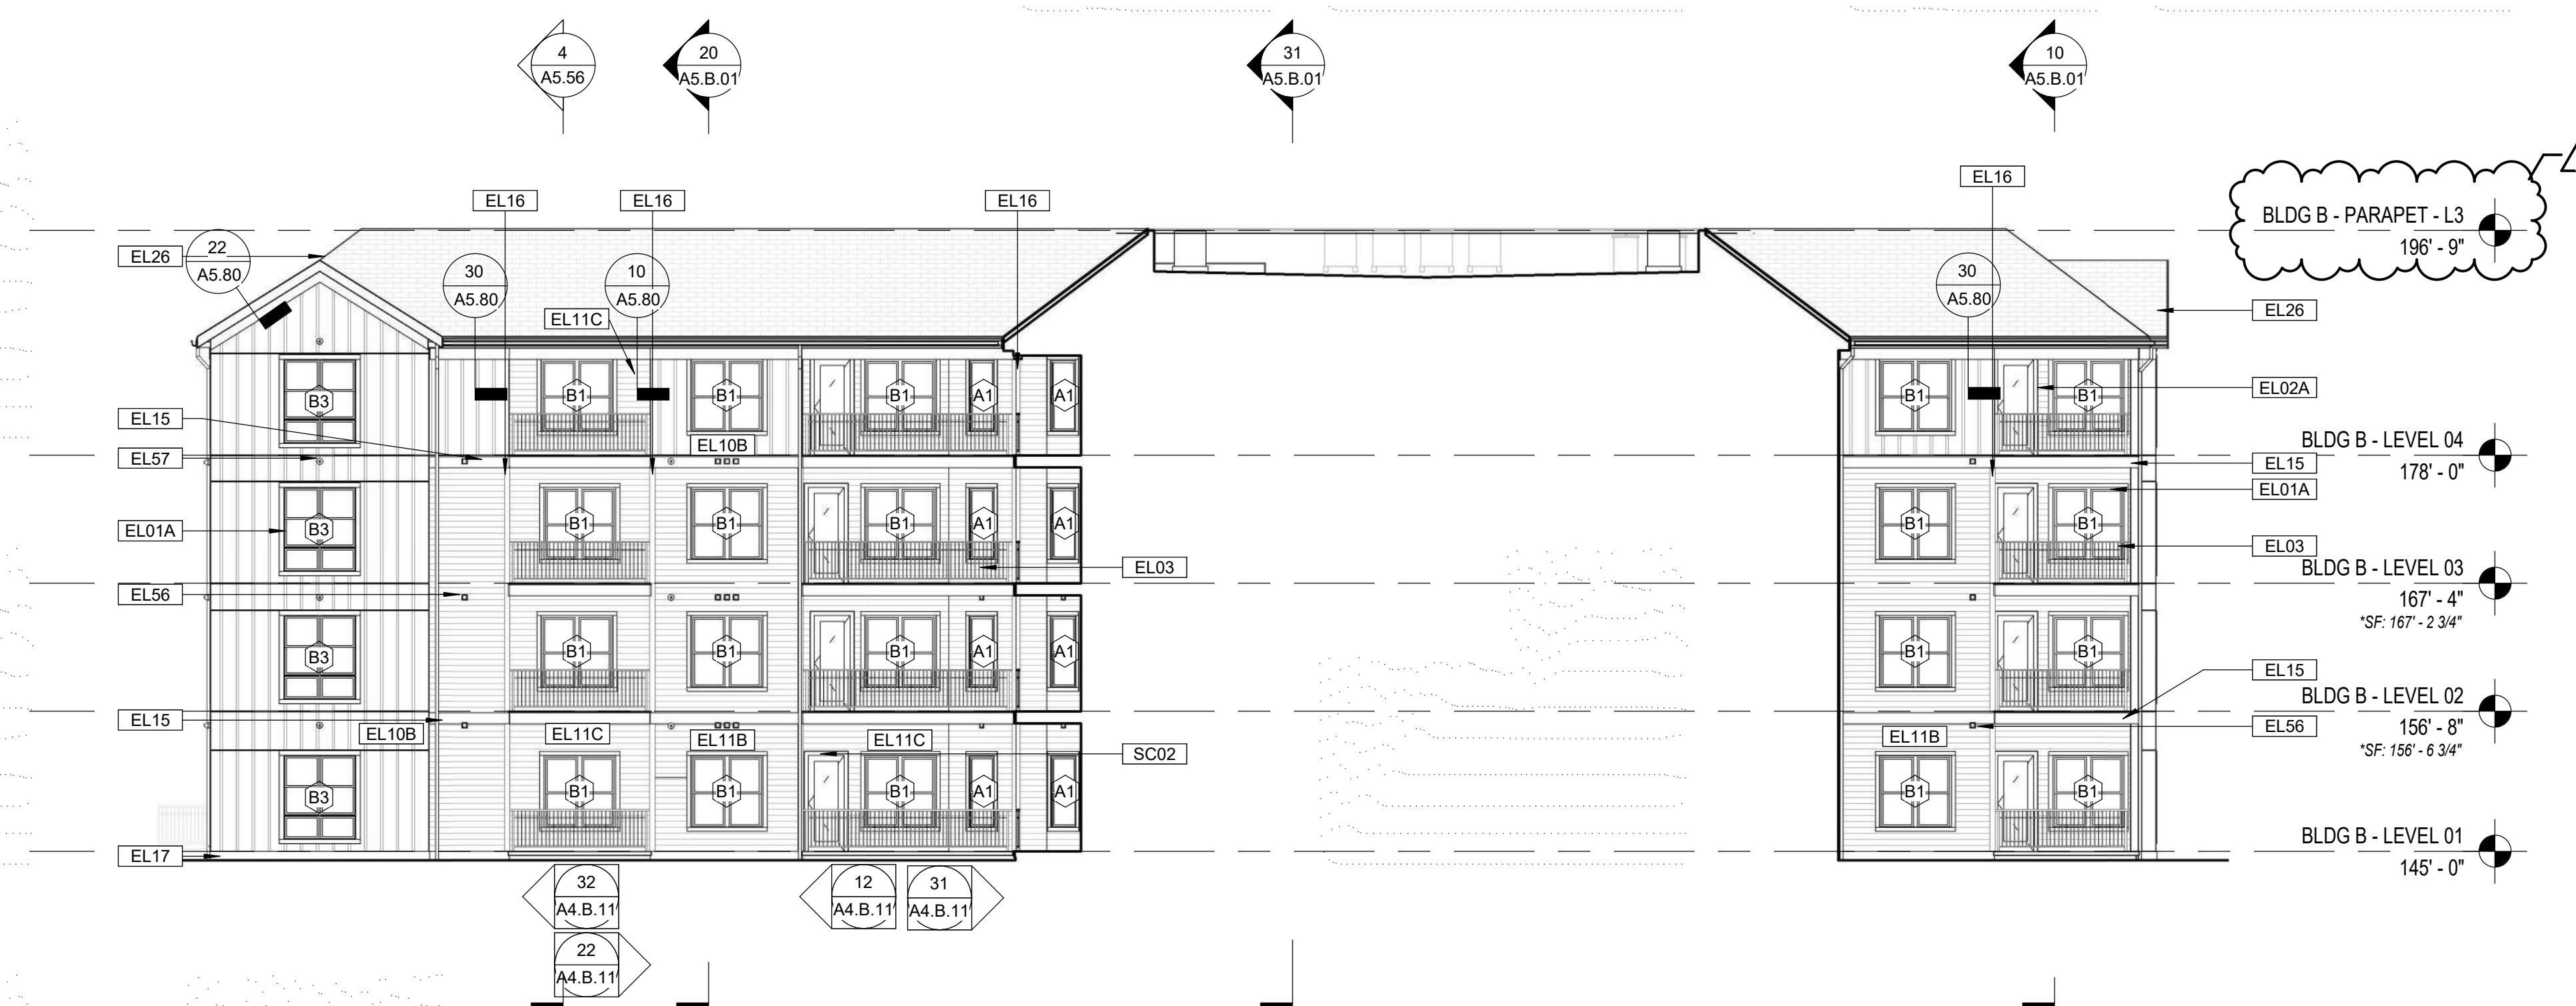 4
A5.56
20
A5.B.01
31
A5.B.01
10
A5.B.01
EL16
EL16
EL16
EL16
BLDG B - PARAPET - L3
196' - 9"
EL26
22
A5.80
30
A5.80
10
A5.80
30
A5.80
EL11C
EL26
B3
B1
B1
B1
A1
A1
B1
B1
EL02A
EL15
EL10B
BLDG B - LEVEL 04
178' - 0"
EL57
EL15
EL01A
EL01A
B3
B1
B1
B1
A1
A1
B1
B1
EL03
EL03
BLDG B - LEVEL 03
167' - 4"
*SF: 167' - 2 3/4"
EL56
B3
B1
B1
B1
A1
A1
B1
B1
EL15
BLDG B - LEVEL 02
156' - 8"
*SF: 156' - 6 3/4"
EL15
EL10B
EL11C
EL11B
EL11C
EL11B
EL56
SC02
B3
B1
B1
B1
A1
A1
B1
B1
BLDG B - LEVEL 01
145' - 0"
EL17
32
A4.B.11
12
A4.B.11
31
A4.B.11
22
A4.B.11